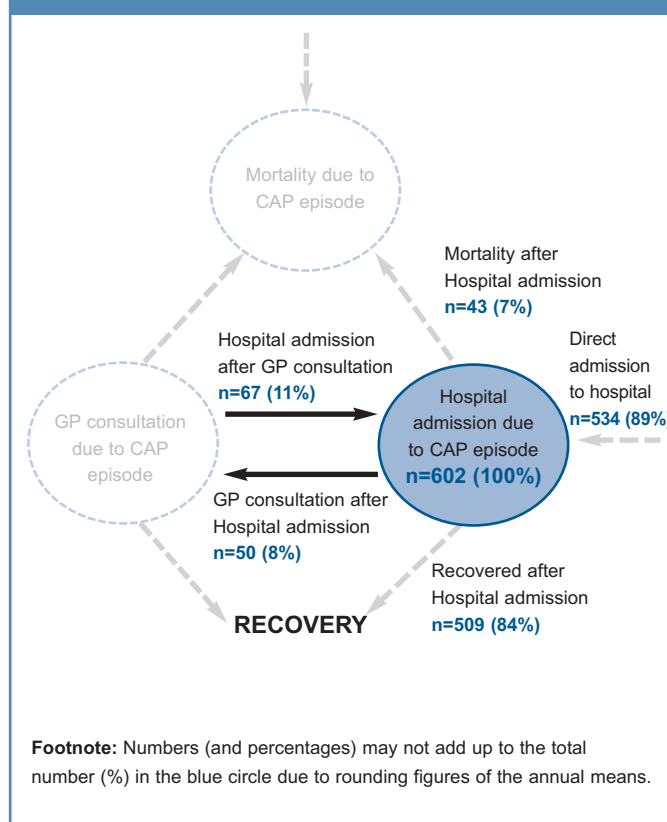 Mortality due to
CAP episode
Mortality after
Hospital admission
n=43 (7%)
Hospital admission
after GP consultation
n=67 (11%)
Direct
admission
to hospital
n=534 (89%
GP consultation
due to CAP
episode
Hospital
admission due
to CAP episode
n=602 (100%)
GP consultation after
Hospital admission
n=50 (8%)
Recovered after
Hospital admission
n=509 (84%)
RECOVERY
Footnote: Numbers (and percentages) may not add up to the total
number (%) in the blue circle due to rounding figures of the annual means.